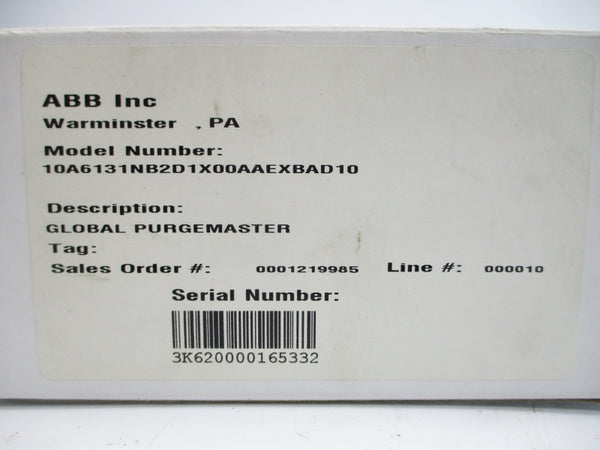 ABB Inc
Warminster , PA
Model Number:
10A6131NB2D1X00AAEXBAD10
Description:
GLOBAL PURGEMASTER
Tag:
Sales Order #: 0001219985 Line #: 000010
Serial Number:
3K620000165332